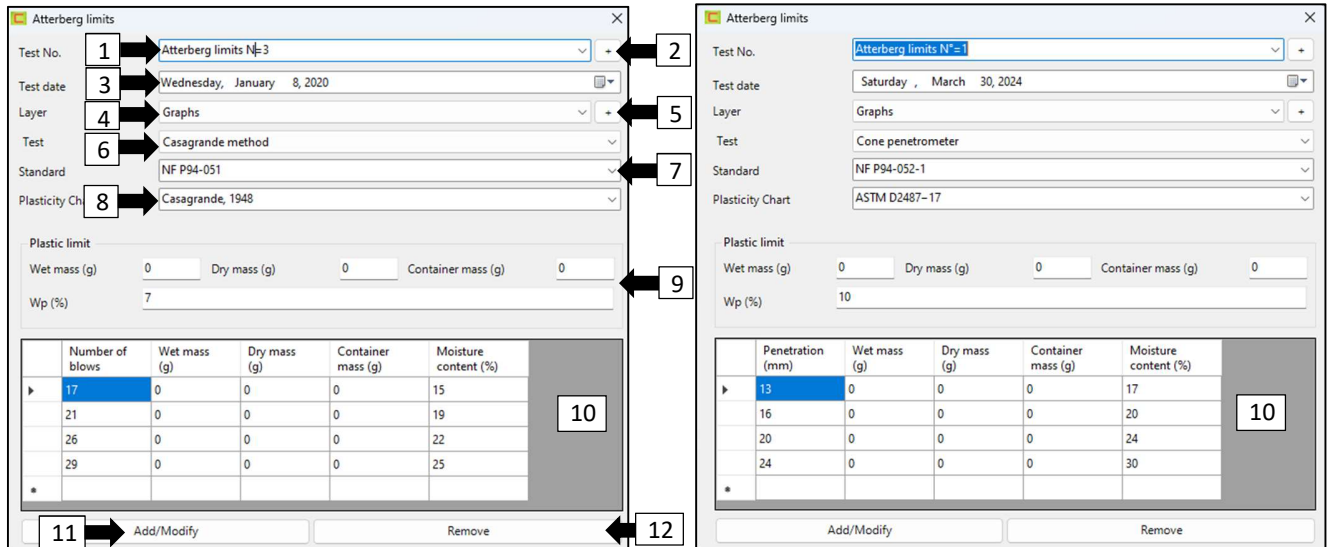 Atterberg limits
Test No. 1 Atterberg limits N=3 + 2
Test date 3 Wednesday, January 8, 2020
Layer 4 Graphs + 5
Test 6 Casagrande method
Standard NF P94-051 7
Plasticity Ch 8 Casagrande, 1948
Plastic limit
Wet mass (g) 0 Dry mass (g) 0 Container mass (g) 0
9
Wp (%) 7
Number of blows Wet mass (g) Dry mass (g) Container mass (g) Moisture content (%)
17 0 0 0 15
21 0 0 0 19
10
26 0 0 0 22
29 0 0 0 25
11 Add/Modify Remove 12
Atterberg limits
Test No. Atterberg limits N°=1 +
Test date Saturday , March 30, 2024
Layer Graphs +
Test Cone penetrometer
Standard NF P94-052-1
Plasticity Chart ASTM D2487-17
Plastic limit
Wet mass (g) 0 Dry mass (g) 0 Container mass (g) 0
Wp (%) 10
Penetration (mm) Wet mass (g) Dry mass (g) Container mass (g) Moisture content (%)
13 0 0 0 17
16 0 0 0 20
10
20 0 0 0 24
24 0 0 0 30
Add/Modify Remove